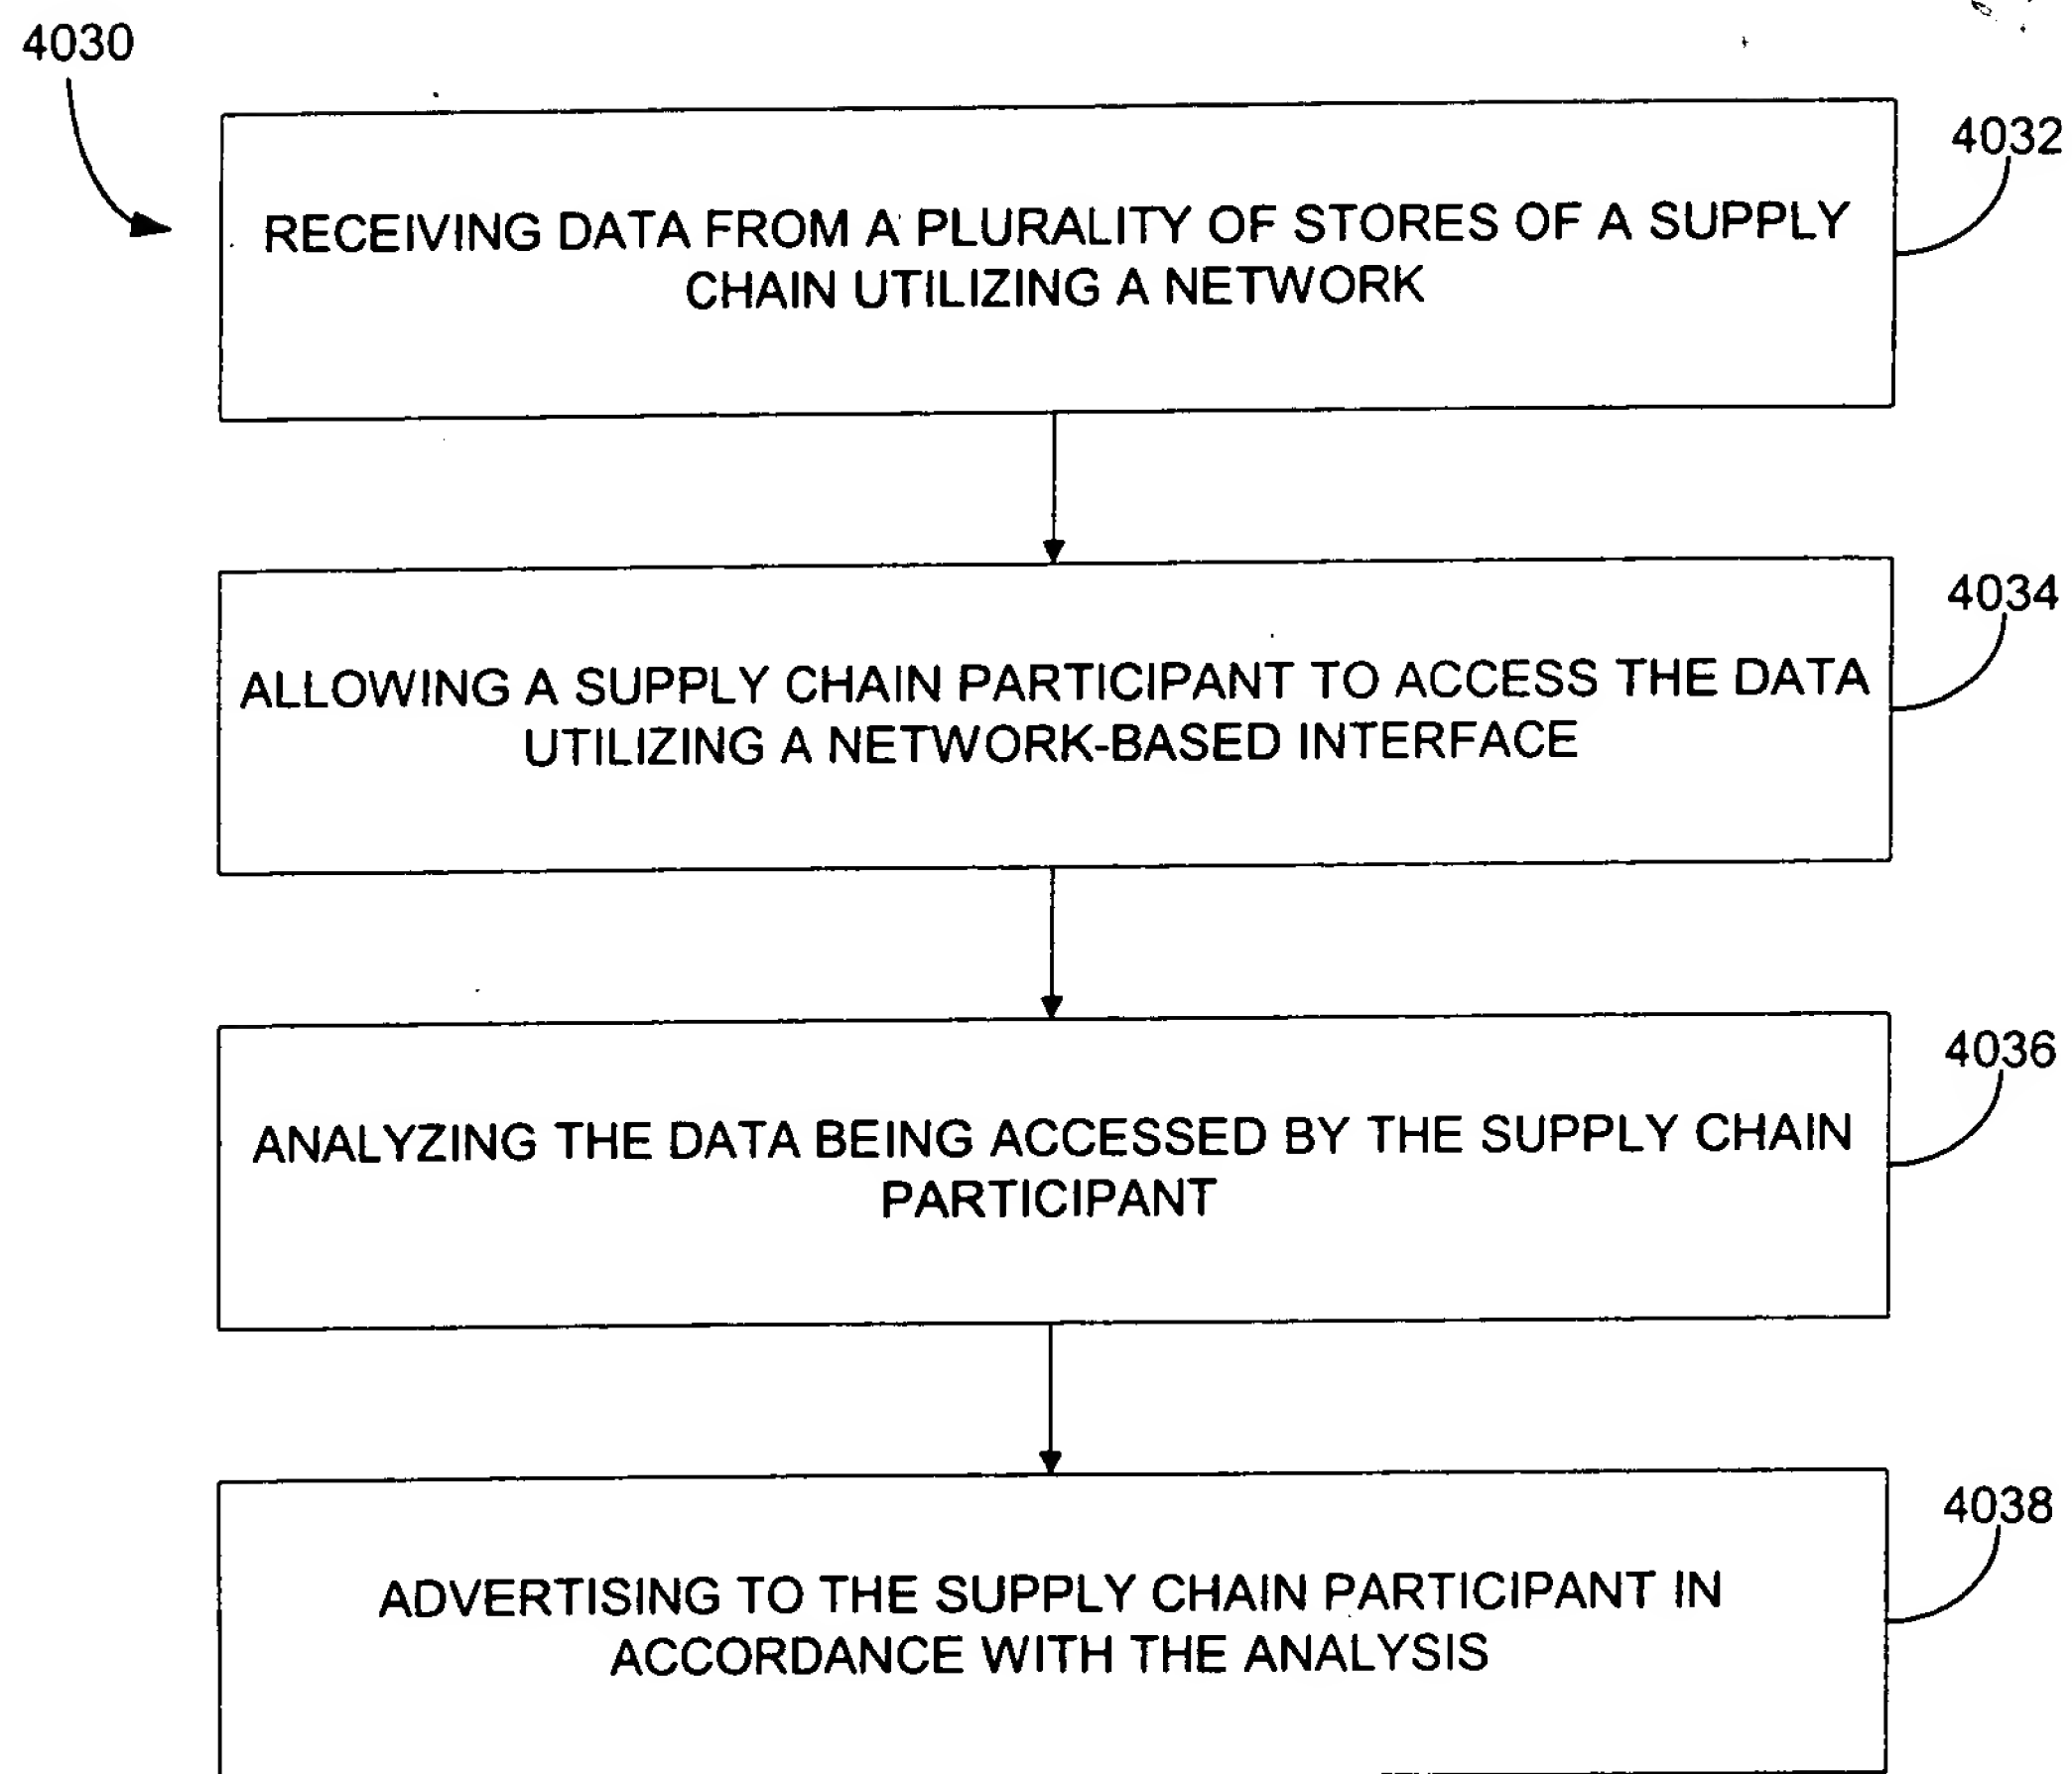 4030
4032
RECEIVING DATA FROM A PLURALITY OF STORES OF A SUPPLY
CHAIN UTILIZING A NETWORK
4034
ALLOWING A SUPPLY CHAIN PARTICIPANT TO ACCESS THE DATA
UTILIZING A NETWORK-BASED INTERFACE
4036
ANALYZING THE DATA BEING ACCESSED BY THE SUPPLY CHAIN
PARTICIPANT
4038
ADVERTISING TO THE SUPPLY CHAIN PARTICIPANT IN
ACCORDANCE WITH THE ANALYSIS